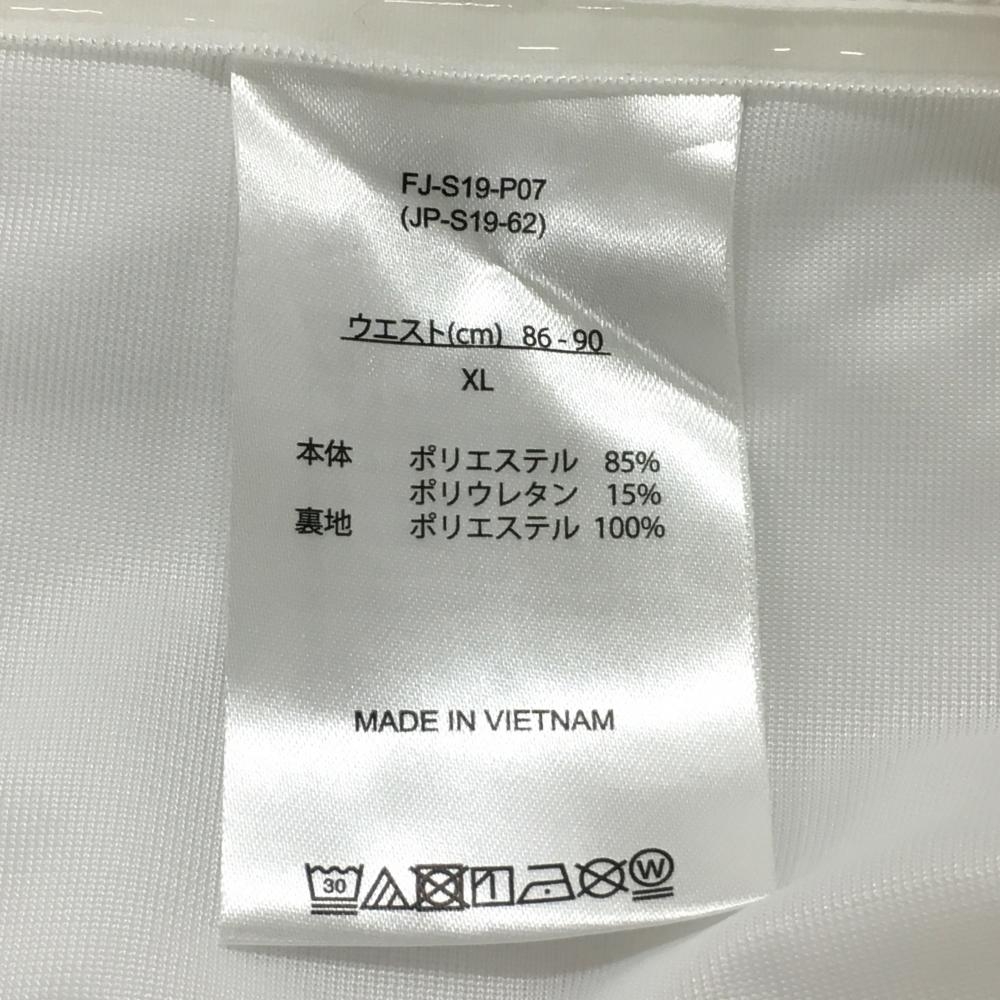 FJ-S19-P07
(JP-S19-62)
ウエスト(cm) 86 - 90
XL
本体 ポリエステル 85%
ポリウレタン 15%
裏地 ポリエステル 100%
MADE IN VIETNAM
30 W